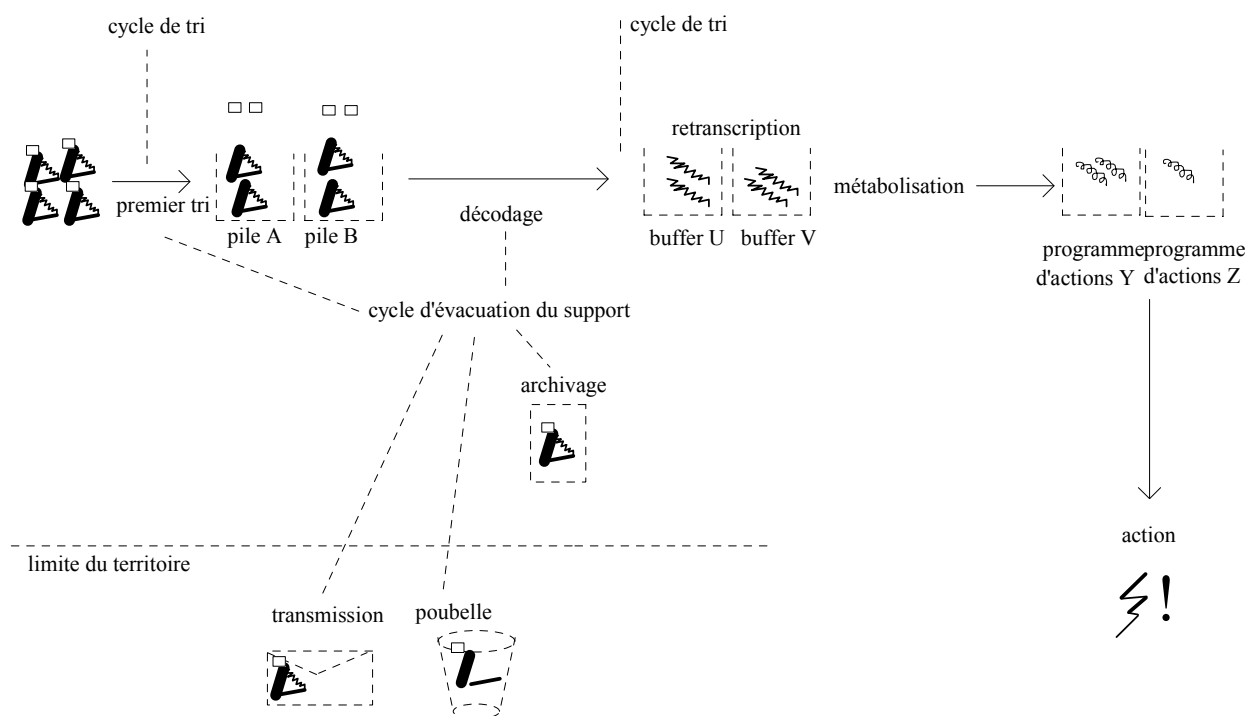 cycle de tri
cycle de tri
retranscription
premier tri
métabolisation
décodage
pile A
pile B
buffer U
buffer V
programme
d'actions Y
programme
d'actions Z
cycle d'évacuation du support
archivage
action
limite du territoire
transmission
poubelle
!